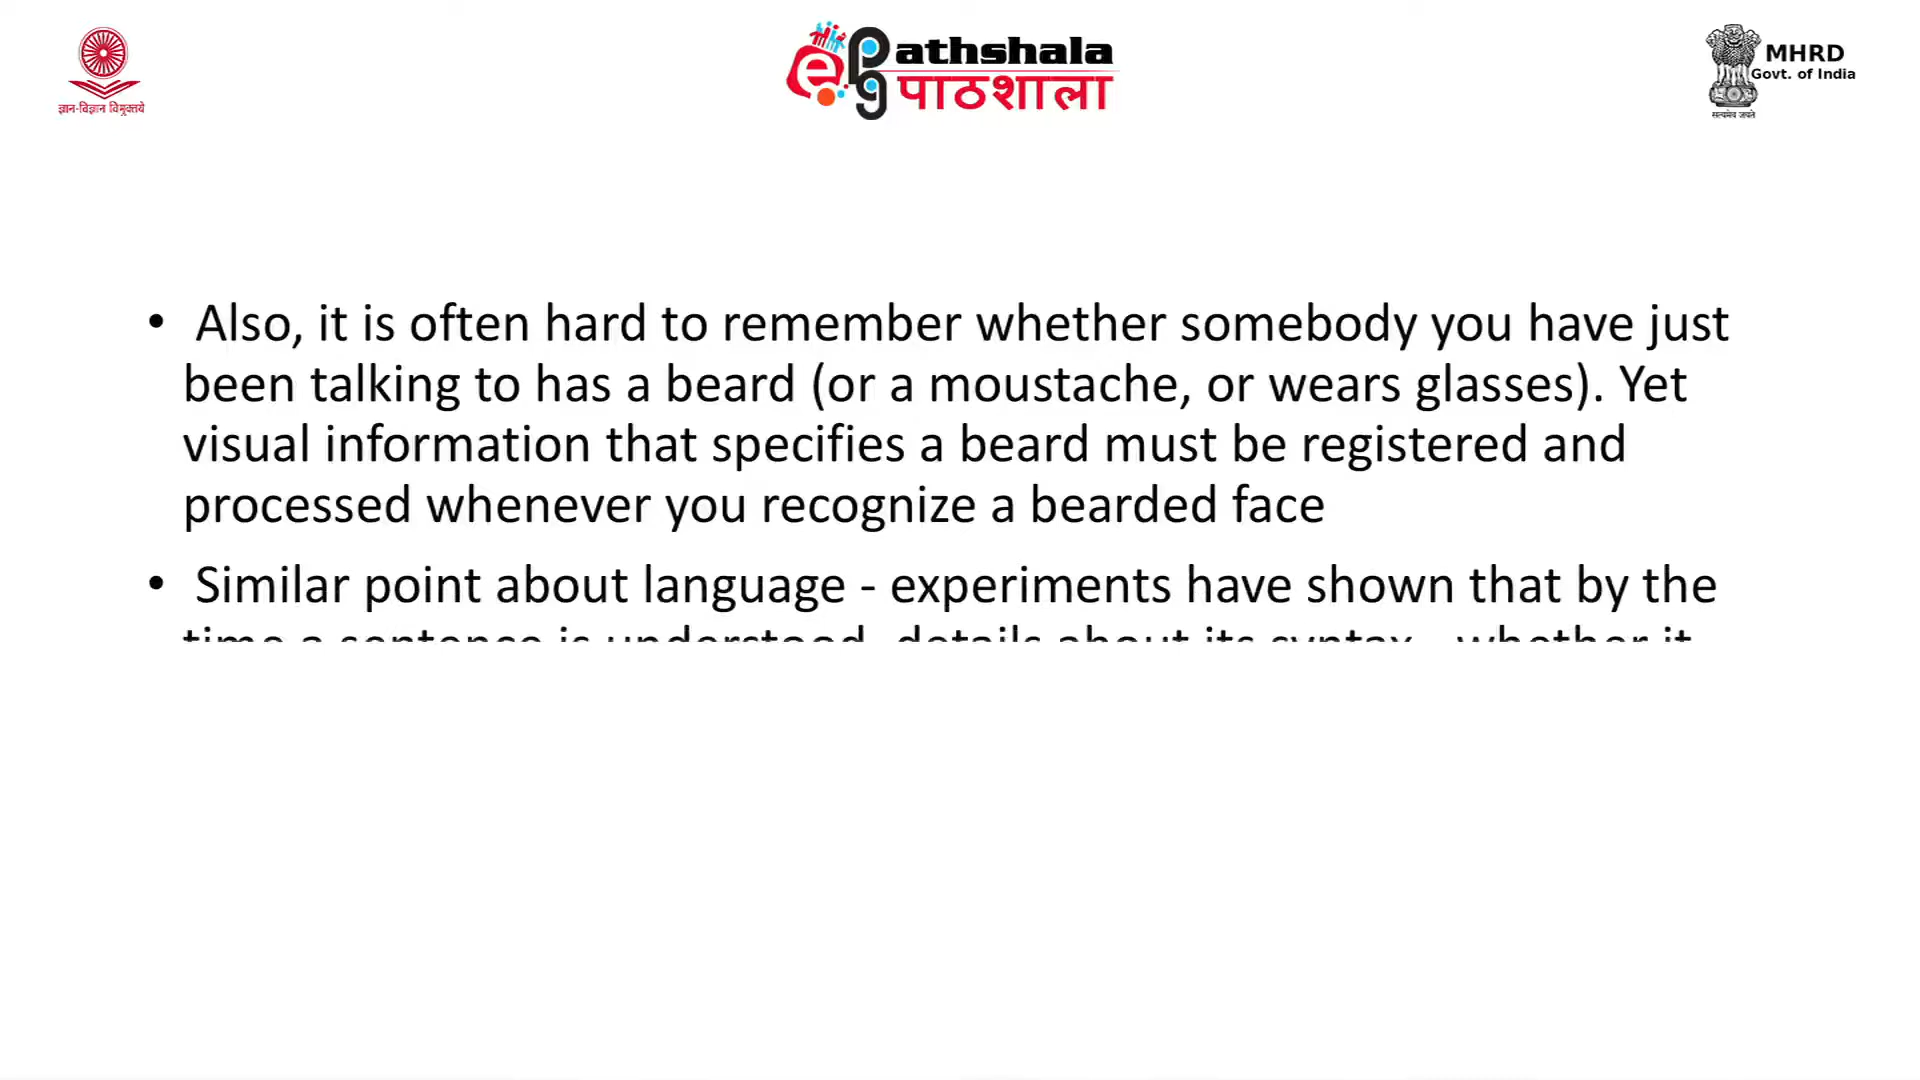 ज्ञान-विज्ञान विमुक्तये
athshala
पाठशाला
MHRD
Govt. of India
सत्यमेव जयते
• Also, it is often hard to remember whether somebody you have just
been talking to has a beard (or a moustache, or wears glasses). Yet
visual information that specifies a beard must be registered and
processed whenever you recognize a bearded face
• Similar point about language - experiments have shown that by the
time a sentence is understood, details about its syntax - whether it